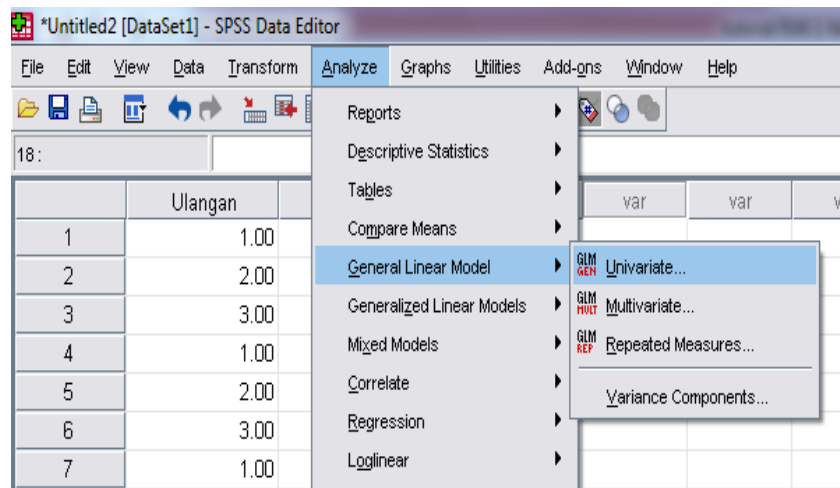 *Untitled2 [DataSet1] - SPSS Data Editor
File Edit View Data Transform Analyze Graphs Utilities Add-ons Window Help
18 :
Reports
Descriptive Statistics
Tables
Compare Means
General Linear Model
Generalized Linear Models
Mixed Models
Correlate
Regression
Loglinear
GLM GEN Univariate...
GLM MULT Multivariate...
GLM REP Repeated Measures...
Variance Components...
Ulangan var var v
1 1.00
2 2.00
3 3.00
4 1.00
5 2.00
6 3.00
7 1.00